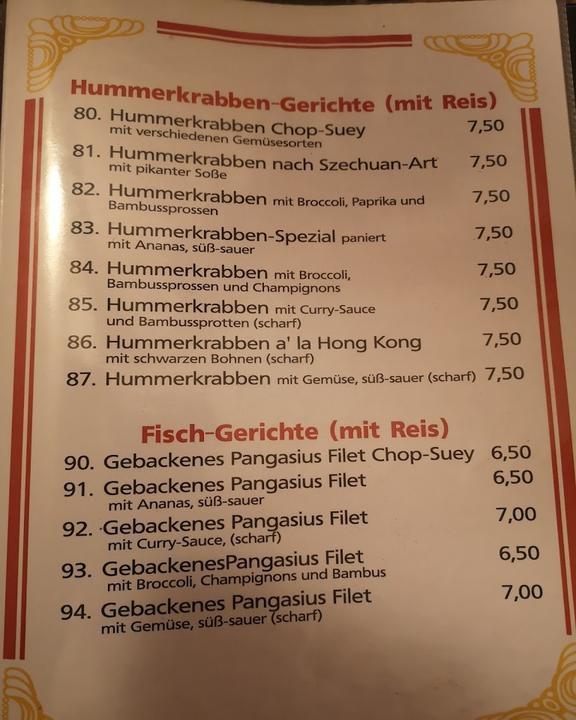 Hummerkrabben-Gerichte (mit Reis)
80. Hummerkrabben Chop-Suey 7,50
mit verschiedenen Gemüsesorten
81. Hummerkrabben nach Szechuan-Art 7,50
mit pikanter Soße
82. Hummerkrabben mit Broccoli, Paprika und 7,50
Bambussprossen
83. Hummerkrabben-Spezial paniert 7,50
mit Ananas, süß-sauer
84. Hummerkrabben mit Broccoli, 7,50
Bambussprossen und Champignons
85. Hummerkrabben mit Curry-Sauce 7,50
und Bambusprotten (scharf)
86. Hummerkrabben a' la Hong Kong 7,50
mit schwarzen Bohnen (scharf)
87. Hummerkrabben mit Gemüse, süß-sauer (scharf) 7,50
Fisch-Gerichte (mit Reis)
90. Gebackenes Pangasius Filet Chop-Suey 6,50
91. Gebackenes Pangasius Filet 6,50
mit Ananas, süß-sauer
92. Gebackenes Pangasius Filet 7,00
mit Curry-Sauce, (scharf)
93. GebackenesPangasius Filet 6,50
mit Broccoli, Champignons und Bambus
94. Gebackenes Pangasius Filet 7,00
mit Gemüse, süß-sauer (scharf)